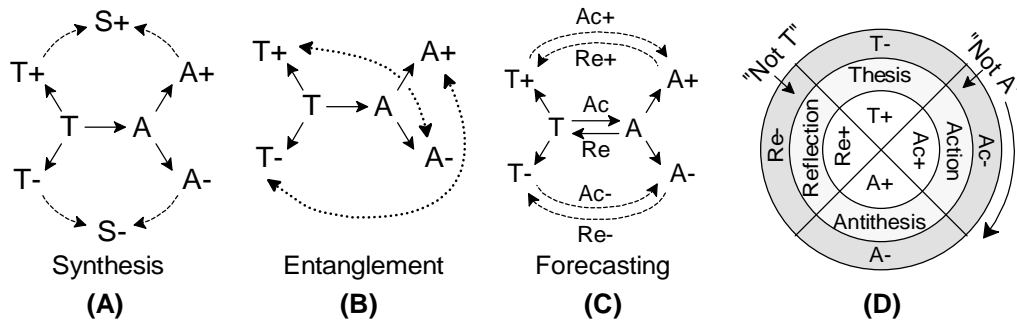 S+
T+
A+
T
A
T-
A-
S-
Synthesis
(A)
T+
A+
T
A
T-
A-
Entanglement
(B)
Ac+
Re+
T+
A+
Ac
T
A
Re
T-
A-
Ac-
Re-
Forecasting
(C)
"Not T"
"Not A"
T-
Thesis
T+
Re-
Reflection
Re+
Ac+
Action
Ac-
A+
Antithesis
A-
(D)